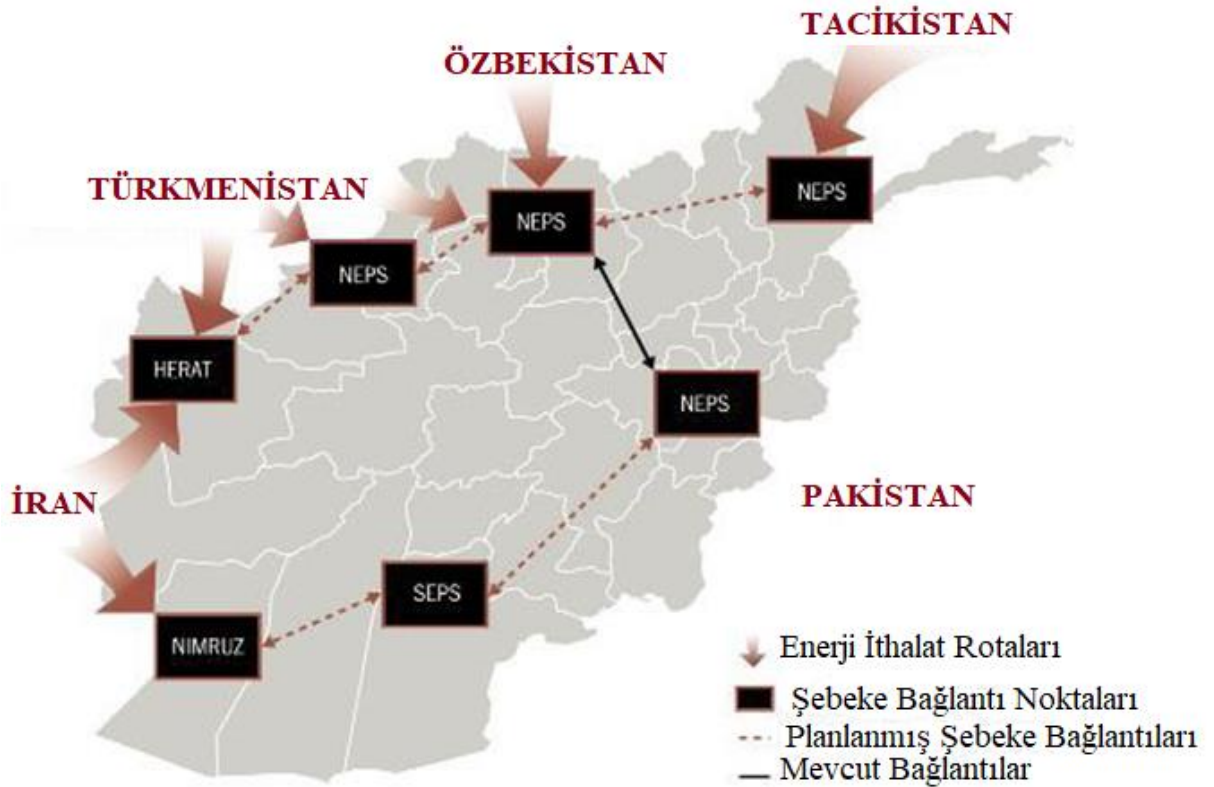 TACİKİSTAN
ÖZBEKİSTAN
TÜRKMENİSTAN
NEPS
NEPS
NEPS
HERAT
NEPS
İRAN
PAKİSTAN
SEPS
NIMRUZ
Enerji İthalat Rotaları
Şebeke Bağlantı Noktaları
Planlanmış Şebeke Bağlantıları
Mevcut Bağlantılar